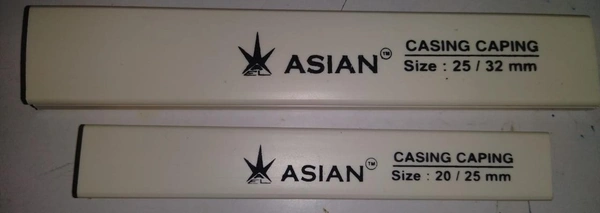 ASIAN™ CASING CAPING
Size : 25 / 32 mm
ASIAN™ CASING CAPING
Size : 20 / 25 mm